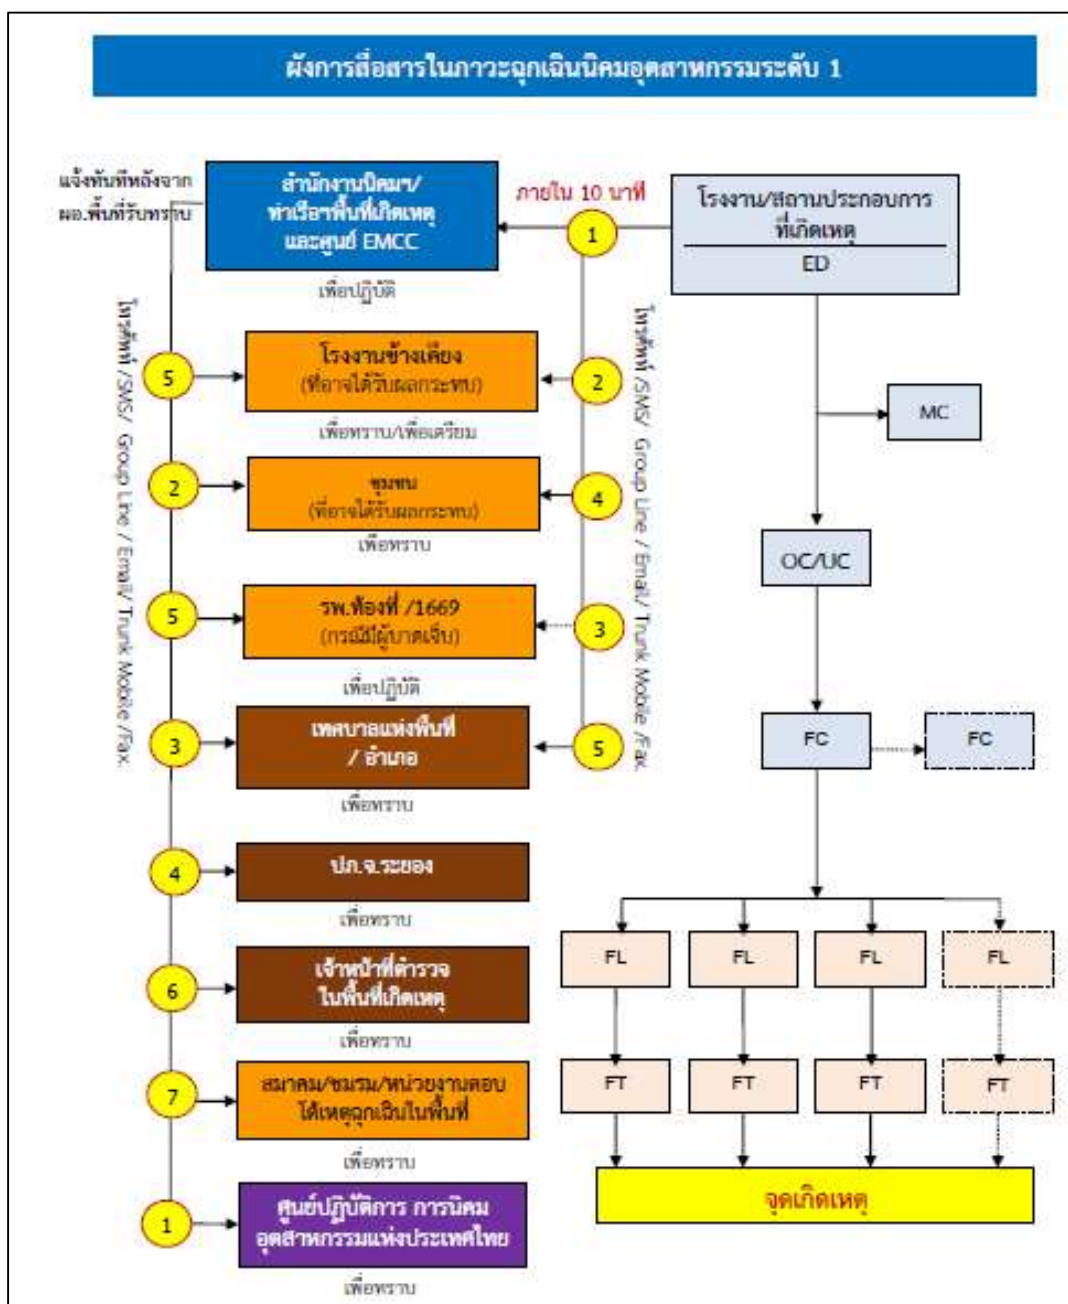 ผังการสื่อสารในภาวะฉุกเฉินนิคมอุตสาหกรรมระดับ 1
แจ้งทันทีหลังจาก
ผอ.พื้นที่รับทราบ
สำนักงานนิคมฯ/
ท่าเรือฯพื้นที่เกิดเหตุ
และศูนย์ EMCC
เพื่อปฏิบัติ
ภายใน 10 นาที
1
โรงงาน/สถานประกอบการ
ที่เกิดเหตุ
ED
โทรศัพท์ /SMS/ Group Line / Email/ Trunk Mobile /Fax.
5
โรงงานข้างเคียง
(ที่อาจได้รับผลกระทบ)
เพื่อทราบ/เพื่อเตรียม
2
โทรศัพท์ /SMS/ Group Line / Email/ Trunk Mobile /Fax.
MC
2
ชุมชน
(ที่อาจได้รับผลกระทบ)
เพื่อทราบ
4
OC/UC
5
รพ.ท้องที่ /1669
(กรณีมีผู้บาดเจ็บ)
เพื่อปฏิบัติ
3
3
เทศบาลแห่งพื้นที่
/ อำเภอ
เพื่อทราบ
5
FC
FC
4
ปภ.จ.ระยอง
เพื่อทราบ
6
เจ้าหน้าที่ตำรวจ
ในพื้นที่เกิดเหตุ
เพื่อทราบ
FL
FL
FL
FL
7
สมาคม/ชมรม/หน่วยงานตอบ
โต้เหตุฉุกเฉินในพื้นที่
เพื่อทราบ
FT
FT
FT
FT
1
ศูนย์ปฏิบัติการ การนิคม
อุตสาหกรรมแห่งประเทศไทย
เพื่อทราบ
จุดเกิดเหตุ